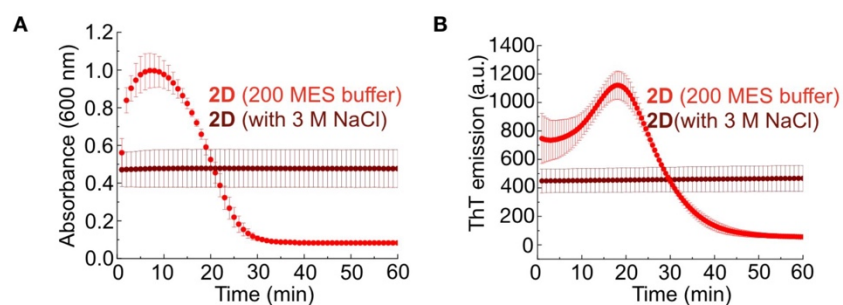 A
Absorbance (600 nm)
1.2
1.0
0.8
0.6
0.4
0.2
0.0
2D (200 MES buffer)
2D (with 3 M NaCl)
0 10 20 30 40 50 60
Time (min)
B
ThT emission (a.u.)
1400
1200
1000
800
600
400
200
0
2D (200 MES buffer)
2D(with 3 M NaCl)
0 10 20 30 40 50 60
Time (min)